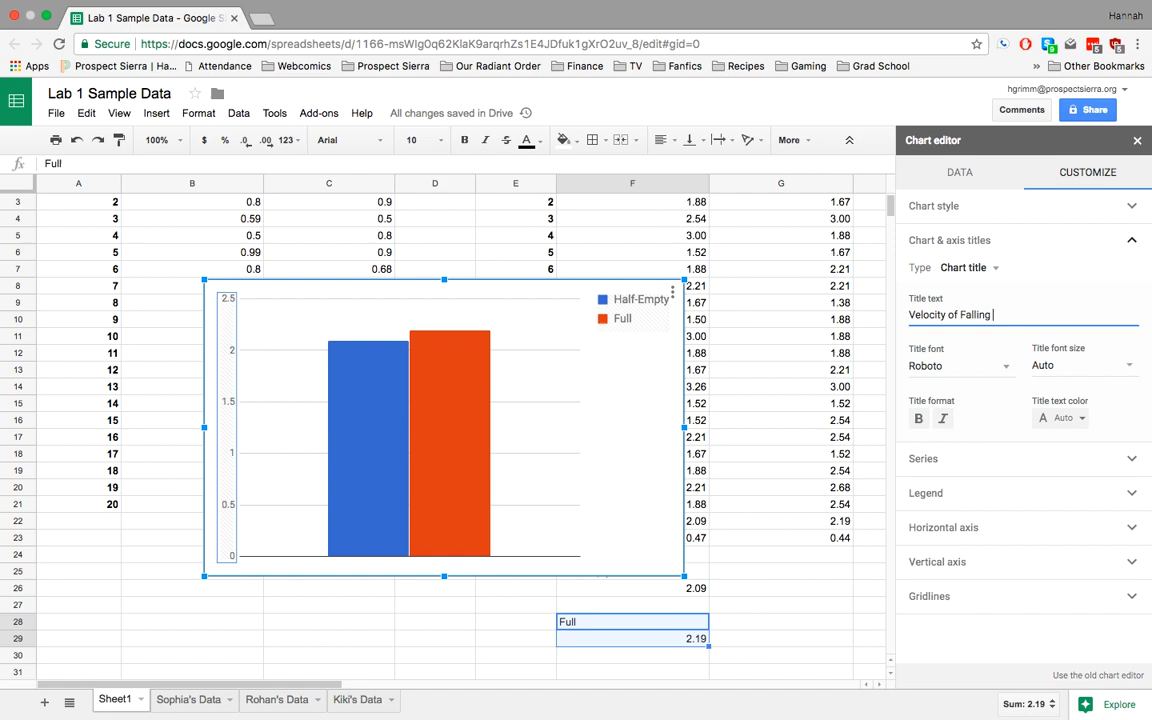 Lab 1 Sample Data - Google S
Hannah
Secure https://docs.google.com/spreadsheets/d/1166-msWIg0q62KlaK9arqrhZs1E4JDfuk1gXrO2uv_8/edit#gid=0
9 5 5
Apps Prospect Sierra | Ha... Attendance Webcomics Prospect Sierra Our Radiant Order Finance TV Fanfics Recipes Gaming Grad School » Other Bookmarks
Lab 1 Sample Data
hgrimm@prospectsierra.org
File Edit View Insert Format Data Tools Add-ons Help All changes saved in Drive
Comments Share
100% $ % .0 .00 123 Arial 10 B I S A More
Chart editor
fx Full
DATA CUSTOMIZE
A B C D E F G
3 2 0.8 0.9 2 1.88 1.67
4 3 0.59 0.5 3 2.54 3.00
5 4 0.5 0.8 4 3.00 1.88
6 5 0.99 0.9 5 1.52 1.67
7 6 0.8 0.68 6 1.88 2.21
8 7 2.21 2.21
9 8 1.67 1.38
10 9 1.50 1.88
11 10 3.00 1.88
12 11 1.88 1.88
13 12 1.67 2.21
14 13 3.26 3.00
15 14 1.52 1.52
16 15 1.52 2.54
17 16 2.21 2.54
18 17 1.67 1.52
19 18 1.88 2.54
20 19 2.21 2.68
21 20 1.88 2.54
22 2.09 2.19
23 0.47 0.44
24
25
26 2.09
27
28 Full
29 2.19
30
31
2.5
2
1.5
1
0.5
0
Half-Empty
Full
Chart style
Chart & axis titles
Type Chart title
Title text
Velocity of Falling
Title font Title font size
Roboto Auto
Title format Title text color
B I A Auto
Series
Legend
Horizontal axis
Vertical axis
Gridlines
Use the old chart editor
Sheet1 Sophia's Data Rohan's Data Kiki's Data
Sum: 2.19 Explore